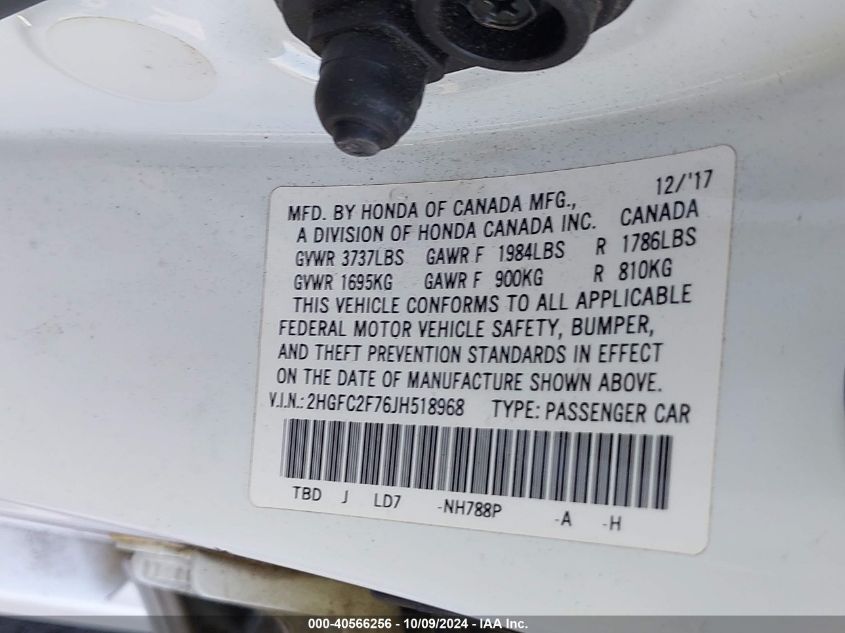 12/'17
MFD. BY HONDA OF CANADA MFG.,
A DIVISION OF HONDA CANADA INC. CANADA
GVWR 3737LBS GAWR F 1984LBS R 1786LBS
GVWR 1695KG GAWR F 900KG R 810KG
THIS VEHICLE CONFORMS TO ALL APPLICABLE
FEDERAL MOTOR VEHICLE SAFETY, BUMPER,
AND THEFT PREVENTION STANDARDS IN EFFECT
ON THE DATE OF MANUFACTURE SHOWN ABOVE.
V.I.N.: 2HGFC2F76JH518968 TYPE: PASSENGER CAR
TBD J LD7 -NH788P -A -H
000-40566256 - 10/09/2024 - IAA Inc.